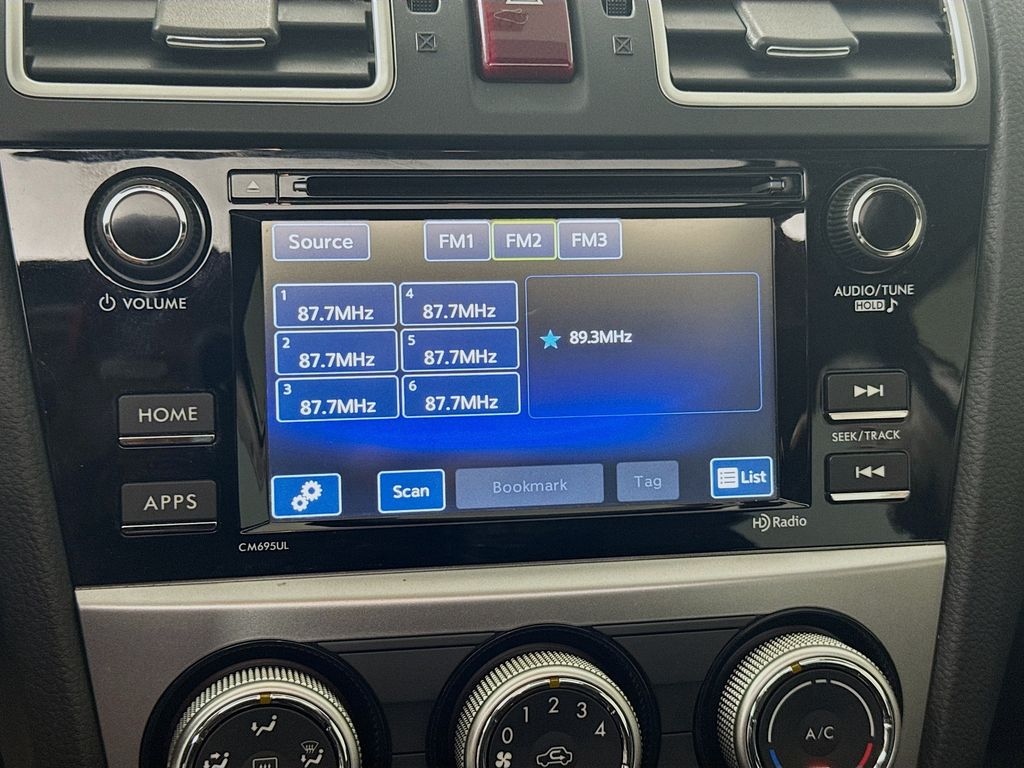 Source FM1 FM2 FM3
VOLUME
AUDIO/TUNE
HOLD
1 87.7MHz
4 87.7MHz
2 87.7MHz
5 87.7MHz
3 87.7MHz
6 87.7MHz
89.3MHz
HOME
APPS
SEEK/TRACK
Scan Bookmark Tag List
CM695UL
HD Radio
0 1 2 3 4
A/C